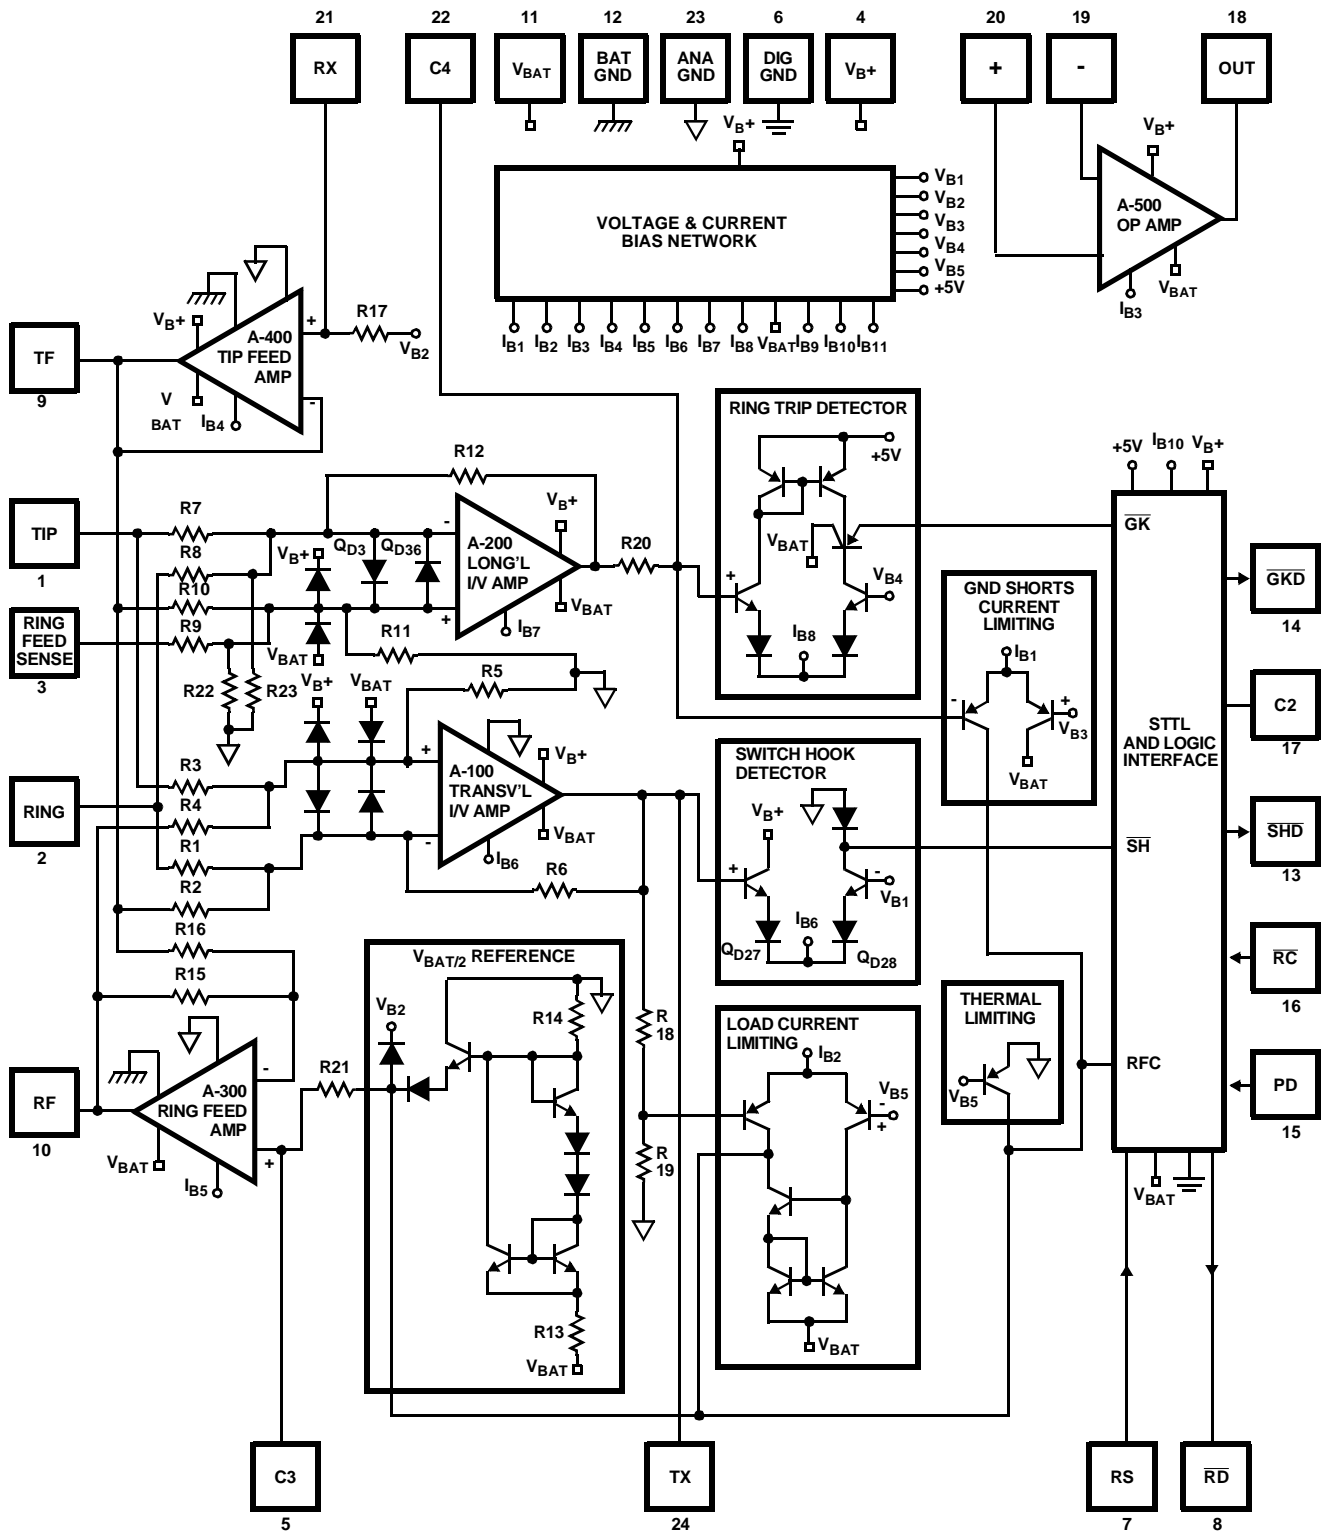 21 22 11 12 23 6 4 20 19 18
RX C4 VBAT BAT GND ANA GND DIG GND VB+ + - OUT
VB+
VB+
VOLTAGE & CURRENT
BIAS NETWORK
VB1
VB2
VB3
VB4
VB5
+5V
A-500
OP AMP
VBAT
IB3
IB1 IB2 IB3 IB4 IB5 IB6 IB7 IB8 VBAT IB9 IB10 IB11
R17
VB+
+
A-400
TIP FEED
AMP
VB2
-
V
BAT
IB4
TF
9
RING TRIP DETECTOR
+5V
VBAT
+
VB4
IB8
R12
TIP
1
R7
R8
R10
R9
VB+
QD3
QD36
-
A-200
LONG'L
I/V AMP
+
VB+
VBAT
IB7
R20
RING
FEED
SENSE
3
VBAT
R11
R22
R23
VB+
VBAT
R5
+5V
IB10
VB+
GK
STTL
AND LOGIC
INTERFACE
SH
RFC
VBAT
GKD
14
GND SHORTS
CURRENT
LIMITING
IB1
-
+
VB3
VBAT
C2
17
SHD
13
RC
16
PD
15
RING
2
R3
R4
R1
R2
R16
R15
+
A-100
TRANSV'L
I/V AMP
-
VB+
VBAT
IB6
R6
SWITCH HOOK
DETECTOR
VB+
+
-
VB1
IB6
QD27
QD28
VBAT/2 REFERENCE
VB2
R14
R13
VBAT
R
18
R
19
LOAD CURRENT
LIMITING
IB2
VB5
-
+
VBAT
THERMAL
LIMITING
VB5
RF
10
-
A-300
RING FEED
AMP
+
VBAT
IB5
R21
C3
5
TX
24
RS
7
RD
8